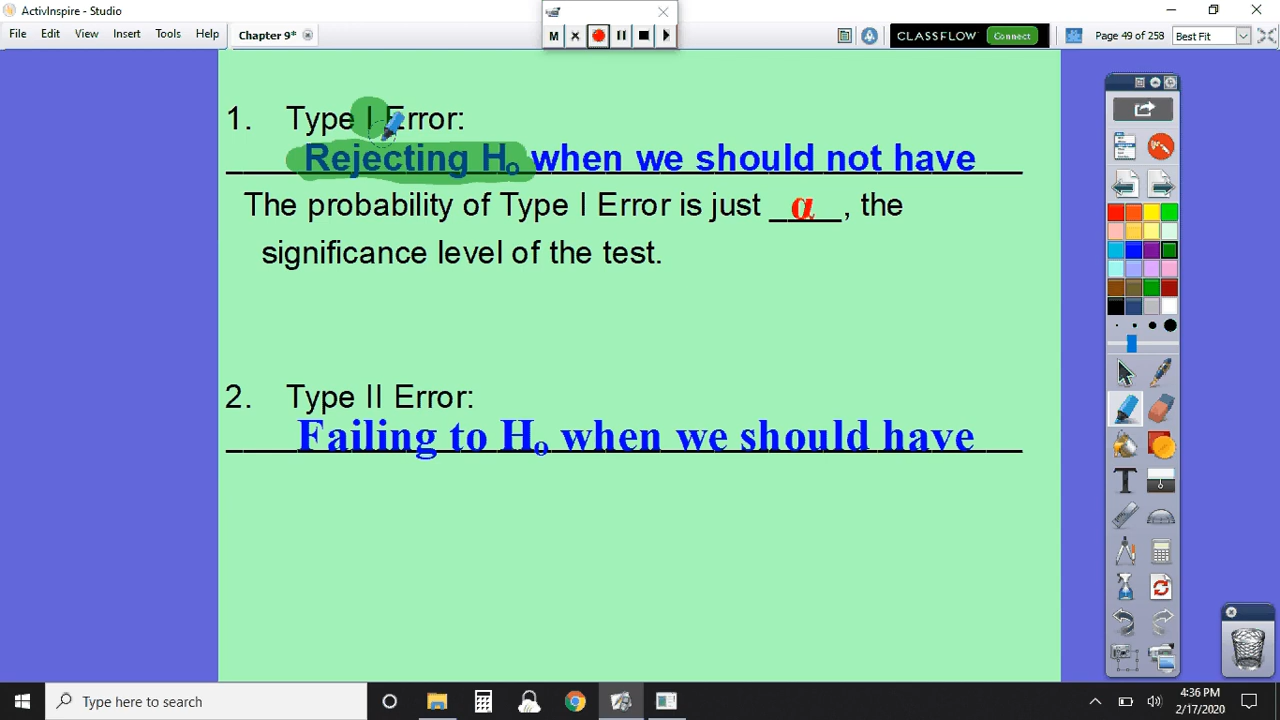 ActivInspire - Studio
File Edit View Insert Tools Help Chapter 9*
M
CLASSFLOW Connect
Page 49 of 258 Best Fit
1. Type I Error:
Rejecting Ho when we should not have
The probability of Type I Error is just α, the
significance level of the test.
2. Type II Error:
Failing to Ho when we should have
T
Type here to search
4:36 PM
2/17/2020